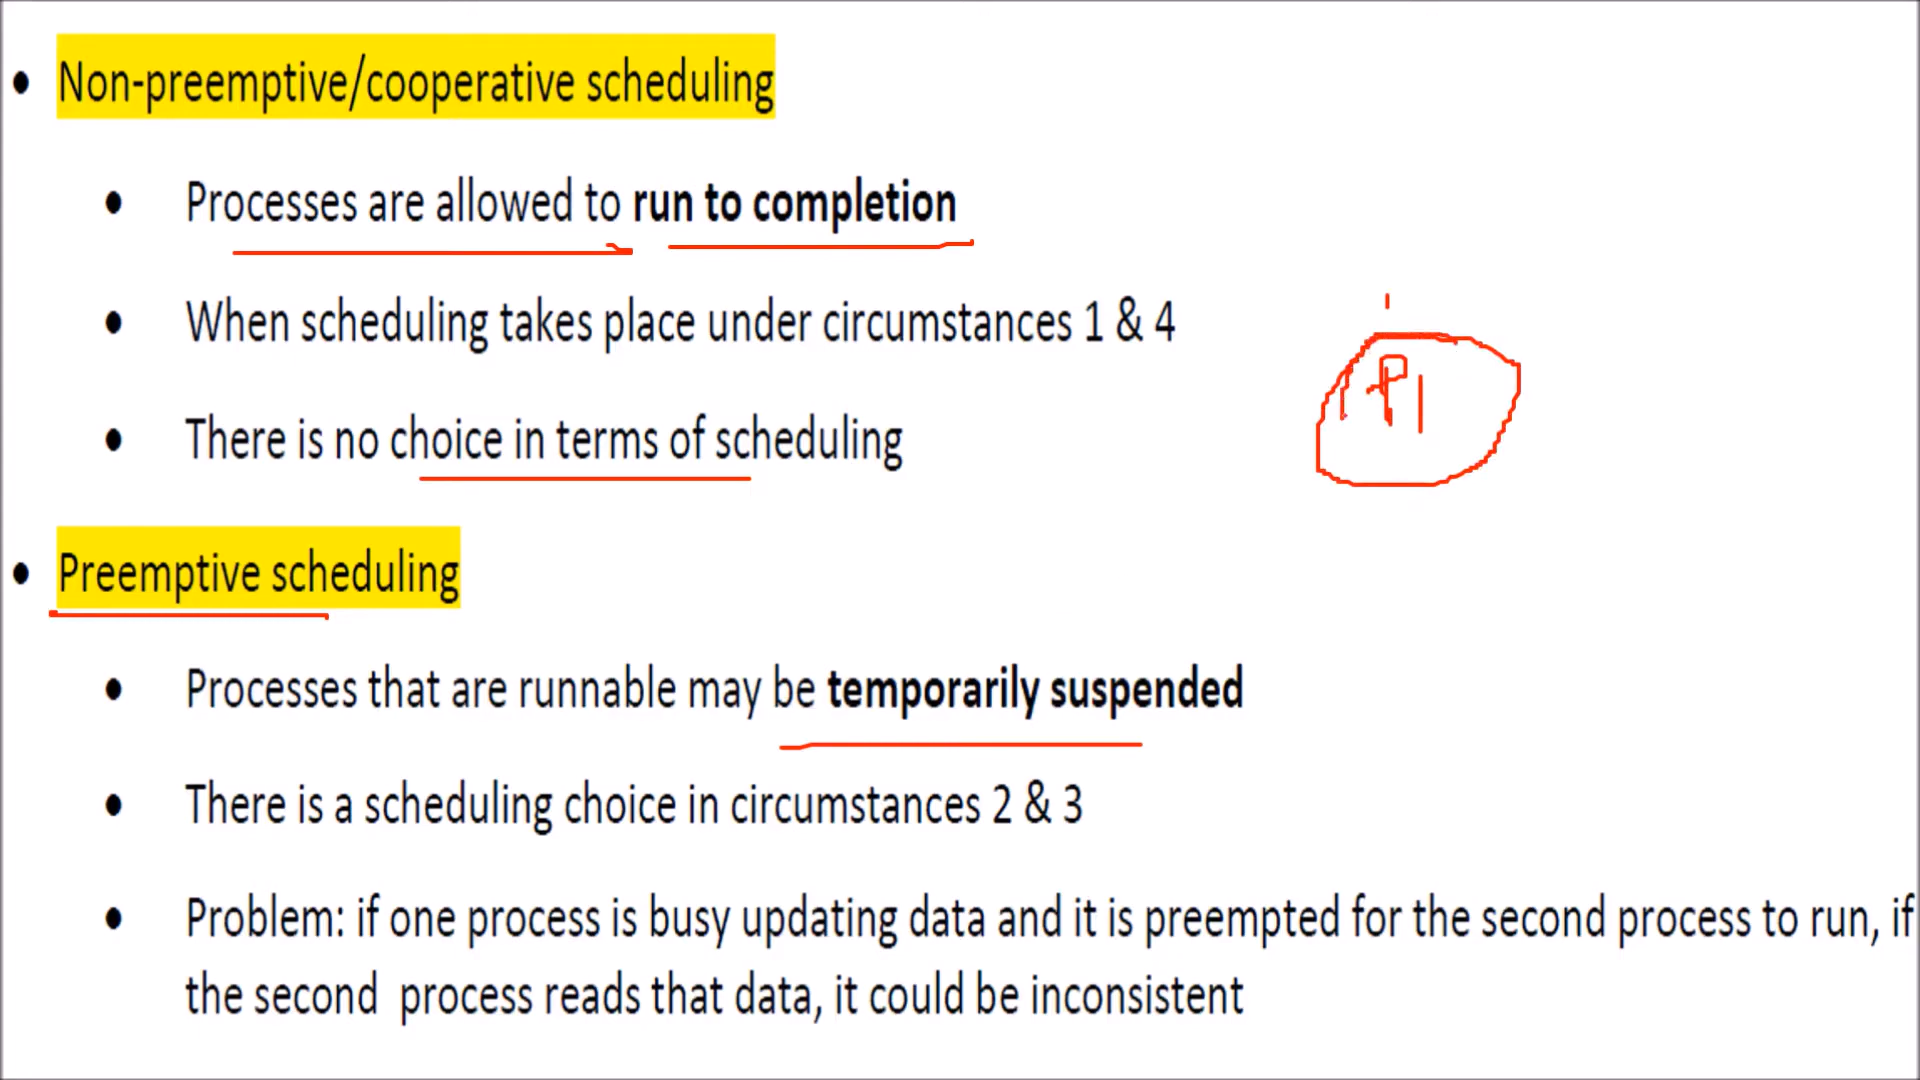 • Non-preemptive/cooperative scheduling
• Processes are allowed to run to completion
• When scheduling takes place under circumstances 1 & 4
• There is no choice in terms of scheduling
P1
• Preemptive scheduling
• Processes that are runnable may be temporarily suspended
• There is a scheduling choice in circumstances 2 & 3
• Problem: if one process is busy updating data and it is preempted for the second process to run, if
the second process reads that data, it could be inconsistent